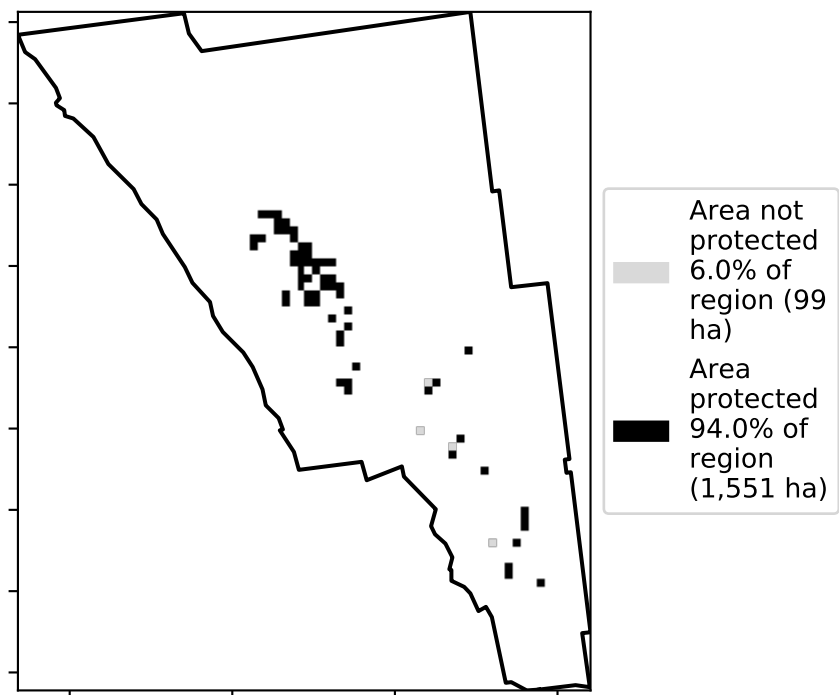 Area not
protected
6.0% of
region (99
ha)
Area
protected
94.0% of
region
(1,551 ha)